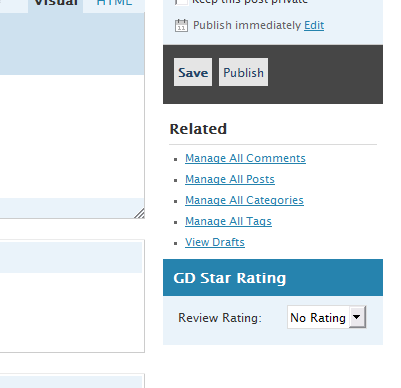 Visual HTML
Keep this post private
Publish immediately Edit
Save Publish
Related
Manage All Comments
Manage All Posts
Manage All Categories
Manage All Tags
View Drafts
GD Star Rating
Review Rating: No Rating